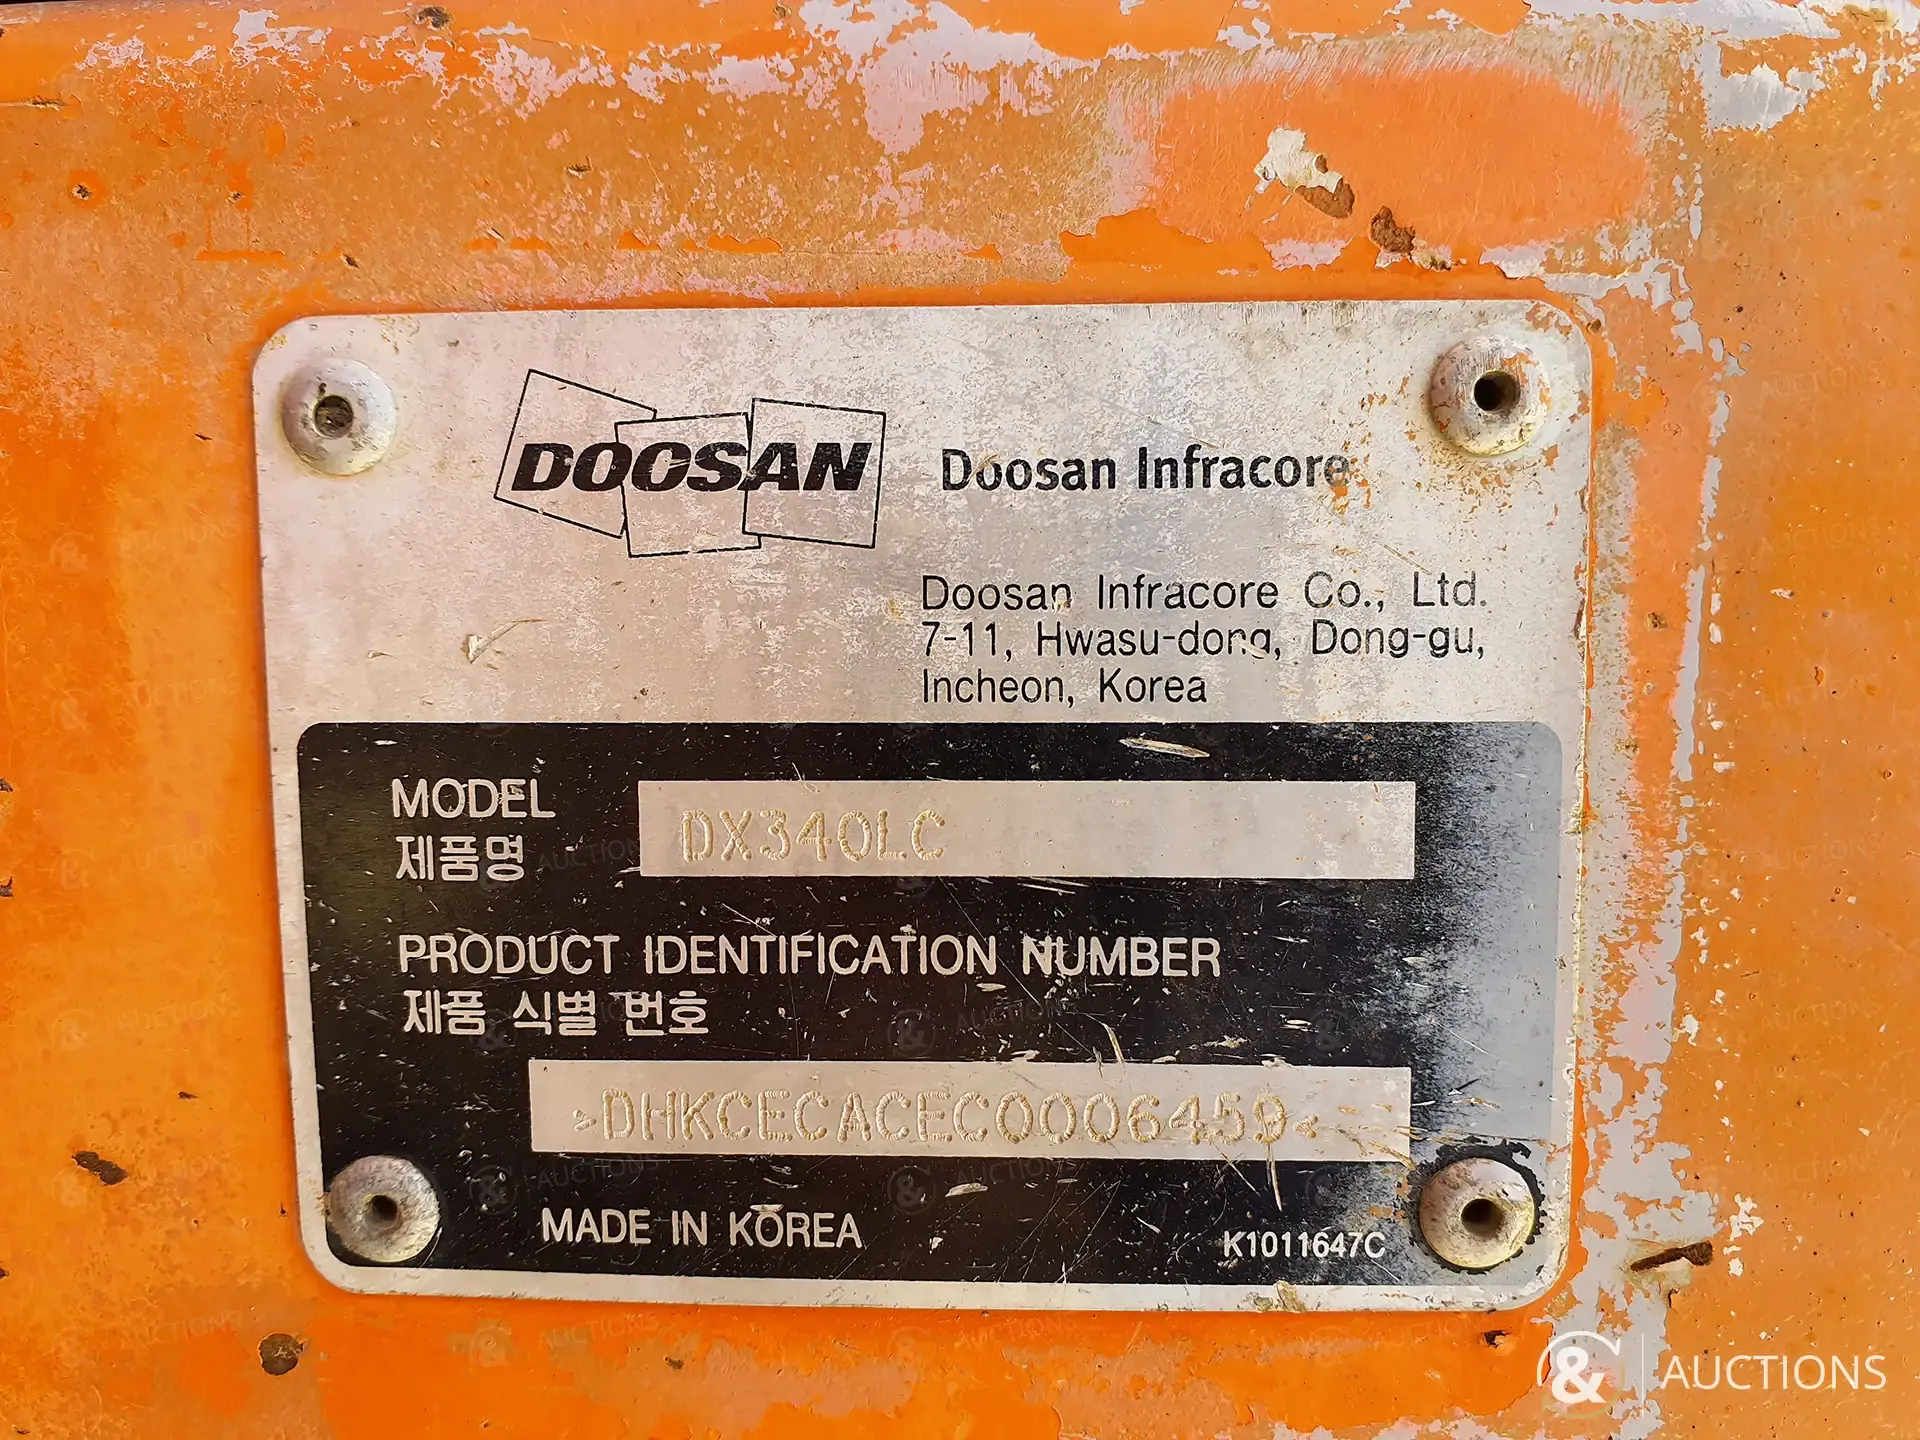 DOOSAN Doosan Infracore
Doosan Infracore Co., Ltd.
7-11, Hwasu-dong, Dong-gu,
Incheon, Korea
MODEL
제품명
DX340LC
PRODUCT IDENTIFICATION NUMBER
제품 식별 번호
>DHKCECACEC0006459<
MADE IN KOREA
K1011647C
& AUCTIONS